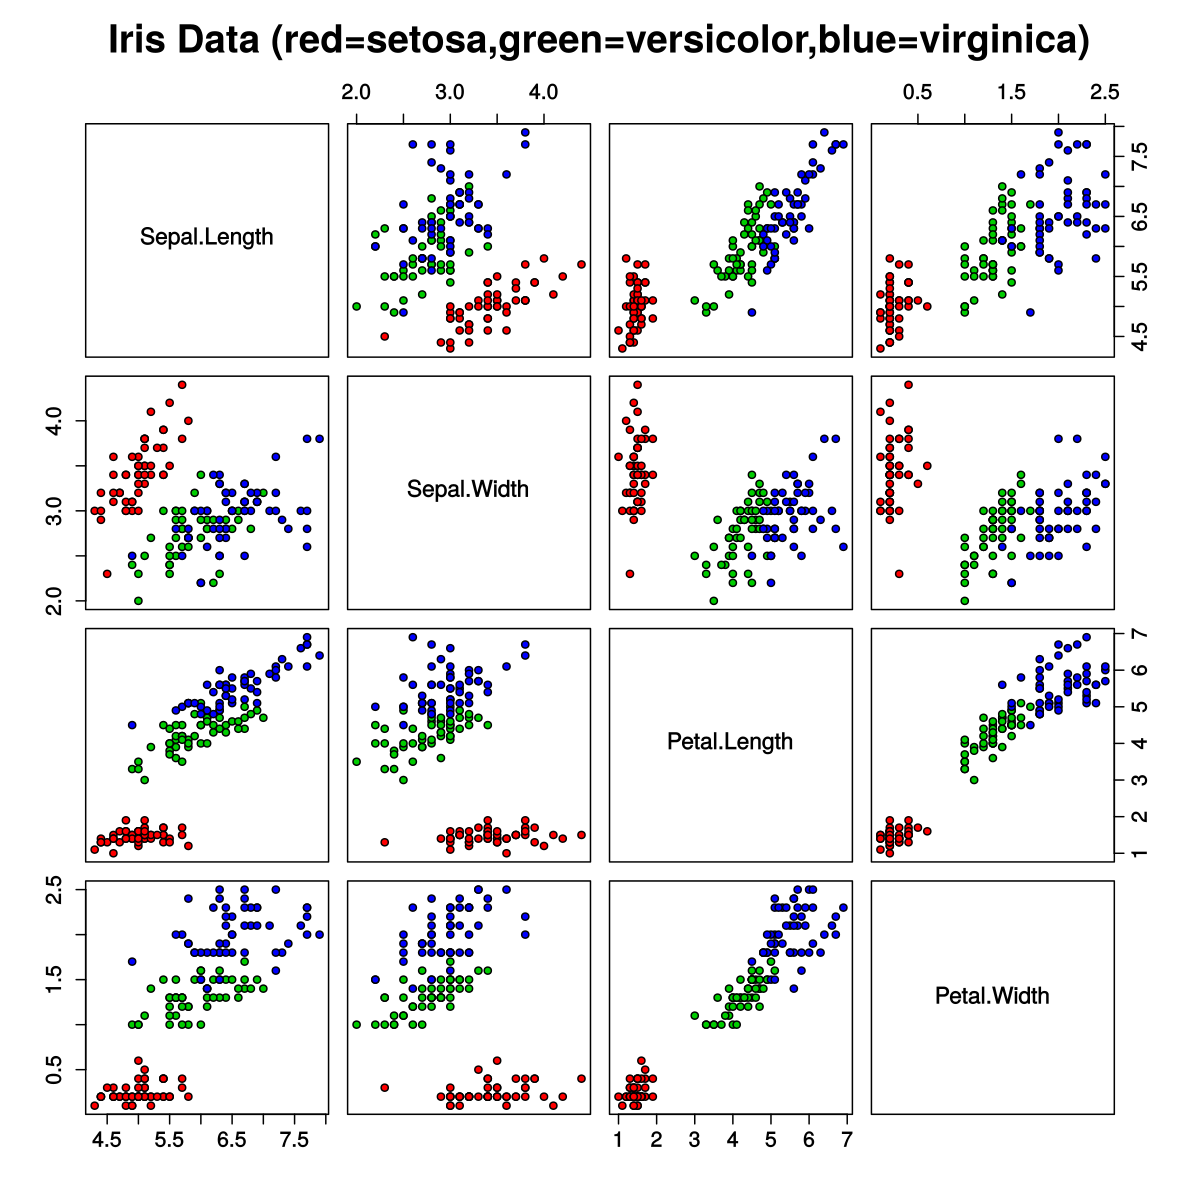 Iris Data (red=setosa,green=versicolor,blue=virginica)
2.0 3.0 4.0
0.5 1.5 2.5
Sepal.Length
4.5 5.5 6.5 7.5
2.0 3.0 4.0
Sepal.Width
Petal.Length
1 2 3 4 5 6 7
0.5 1.5 2.5
Petal.Width
4.5 5.5 6.5 7.5
1 2 3 4 5 6 7